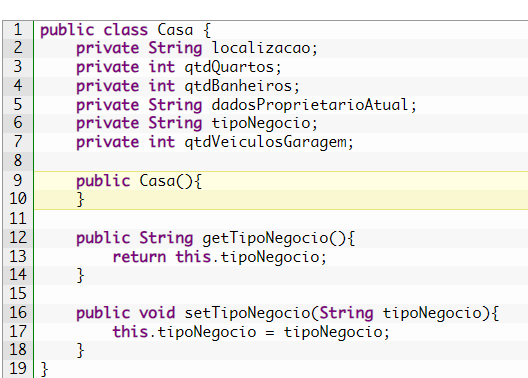 1 public class Casa {
2     private String localizacao;
3     private int qtdQuartos;
4     private int qtdBanheiros;
5     private String dadosProprietarioAtual;
6     private String tipoNegocio;
7     private int qtdVeiculosGaragem;
8
9     public Casa(){
10     }
11
12     public String getTipoNegocio(){
13         return this.tipoNegocio;
14     }
15
16     public void setTipoNegocio(String tipoNegocio){
17         this.tipoNegocio = tipoNegocio;
18     }
19 }